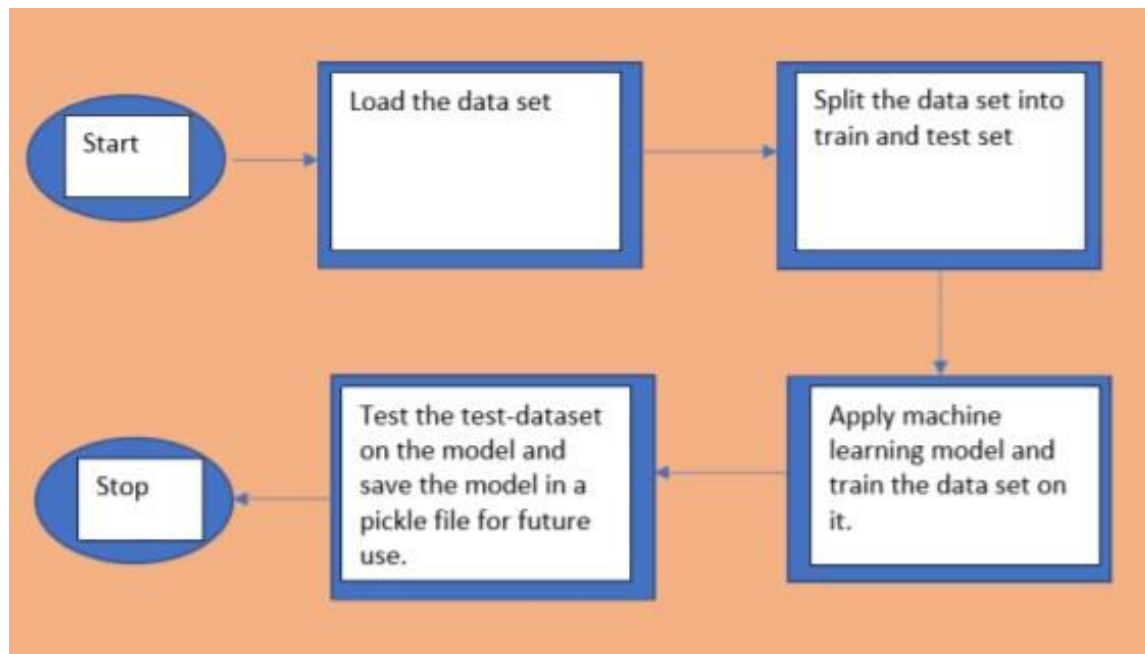 Start
Load the data set
Split the data set into
train and test set
Apply machine
learning model and
train the data set on
it.
Test the test-dataset
on the model and
save the model in a
pickle file for future
use.
Stop